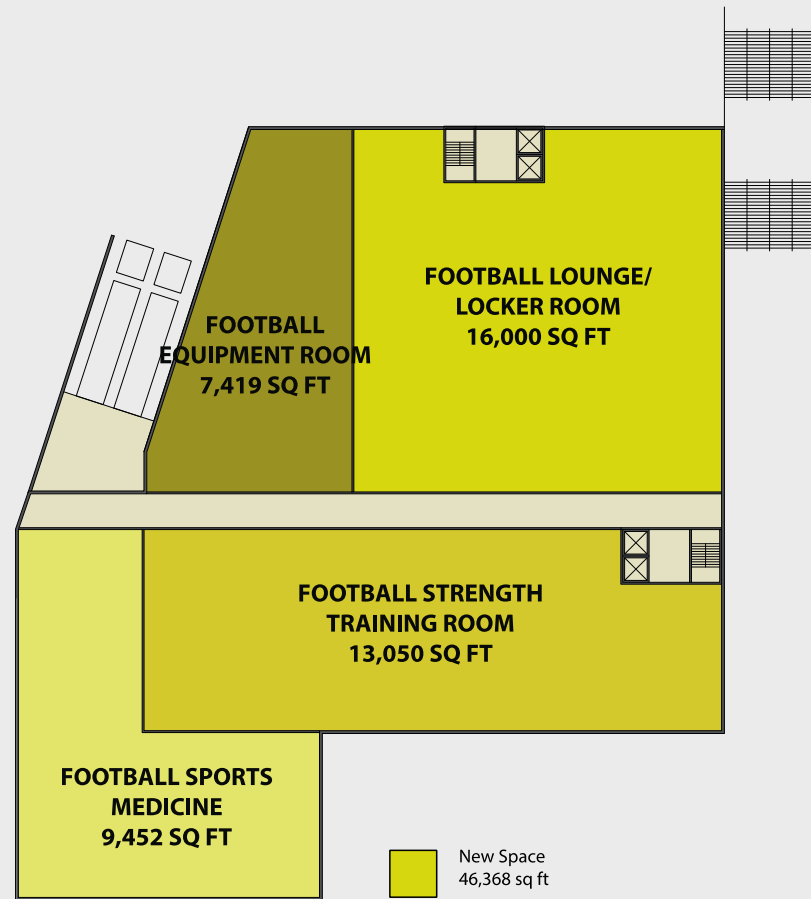 FOOTBALL LOUNGE/
LOCKER ROOM
16,000 SQ FT
FOOTBALL
EQUIPMENT ROOM
7,419 SQ FT
FOOTBALL STRENGTH
TRAINING ROOM
13,050 SQ FT
FOOTBALL SPORTS
MEDICINE
9,452 SQ FT
New Space
46,368 sq ft